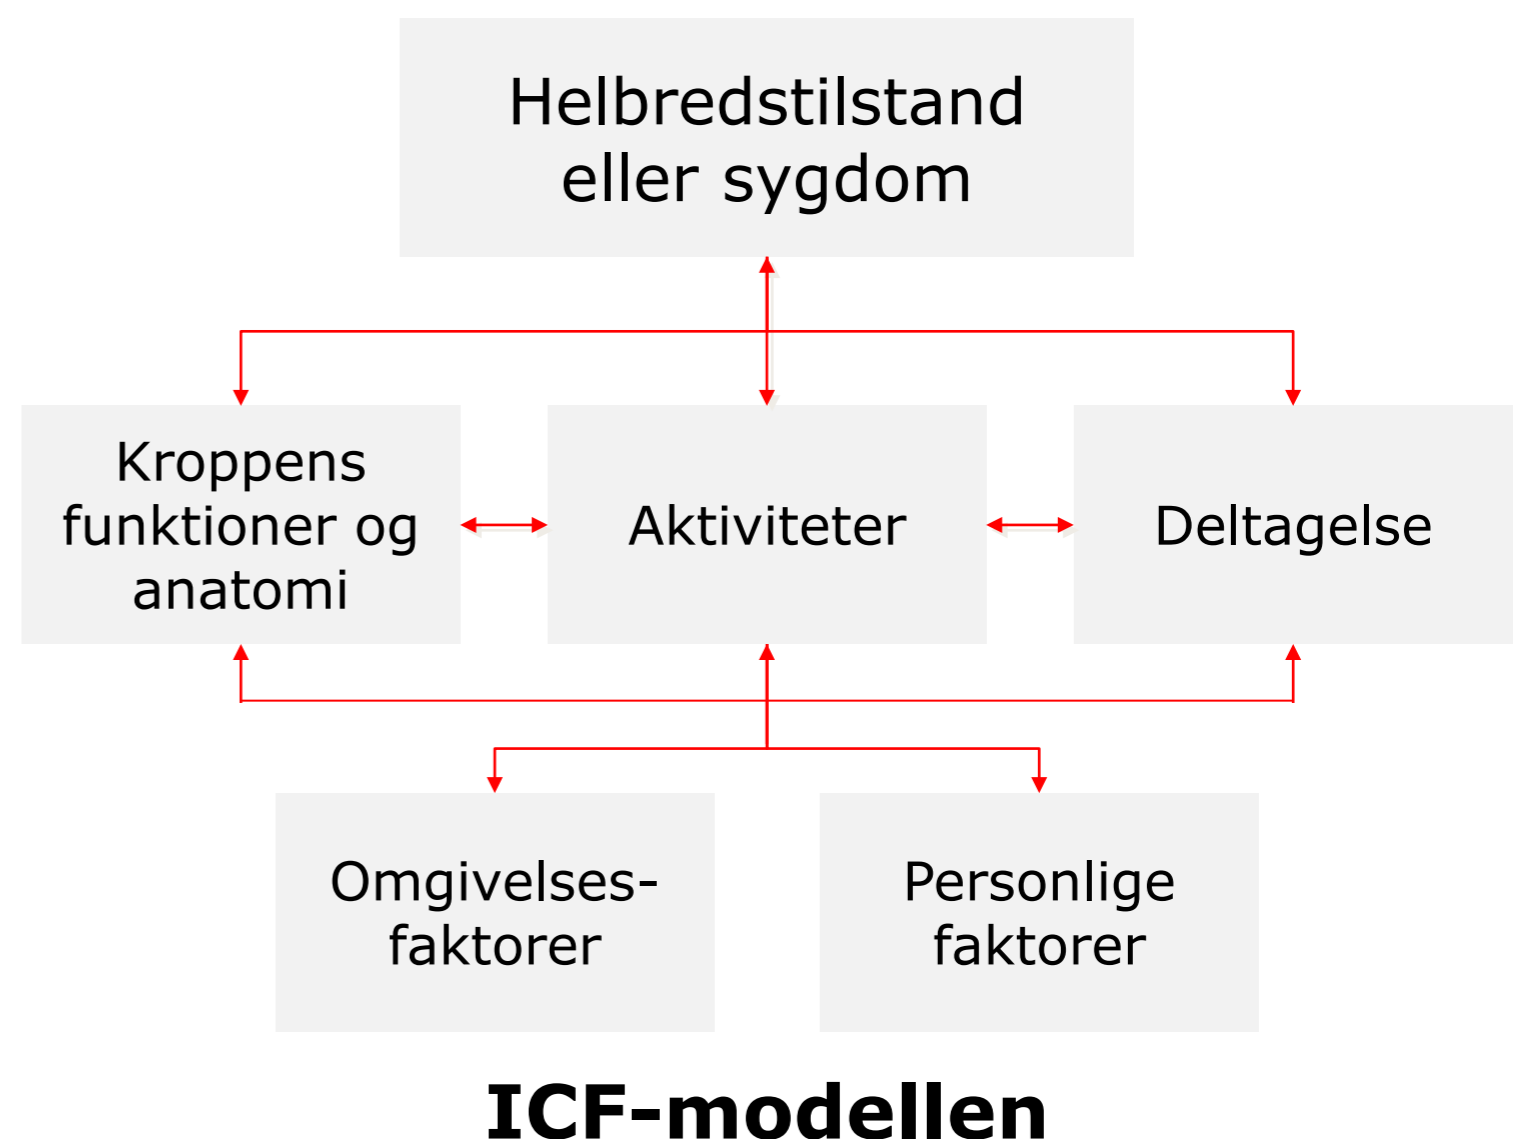 Helbredstilstand
eller sygdom
Kroppens
funktioner og
anatomi
Aktiviteter
Deltagelse
Omgivelses-
faktorer
Personlige
faktorer
ICF-modellen